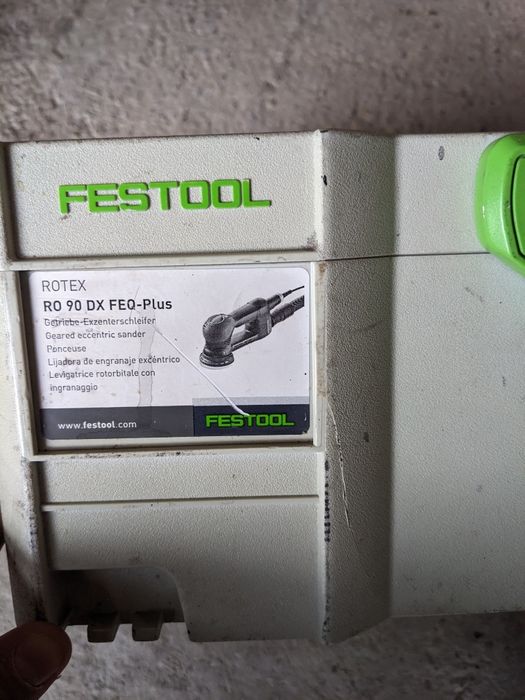 FESTOOL
ROTEX
RO 90 DX FEQ-Plus
Getriebe-Exzenterschleifer
Geared eccentric sander
Ponceuse
Lijadora de engranaje excéntrico
Levigatrice rotorbitale con
ingranaggio
www.festool.com
FESTOOL